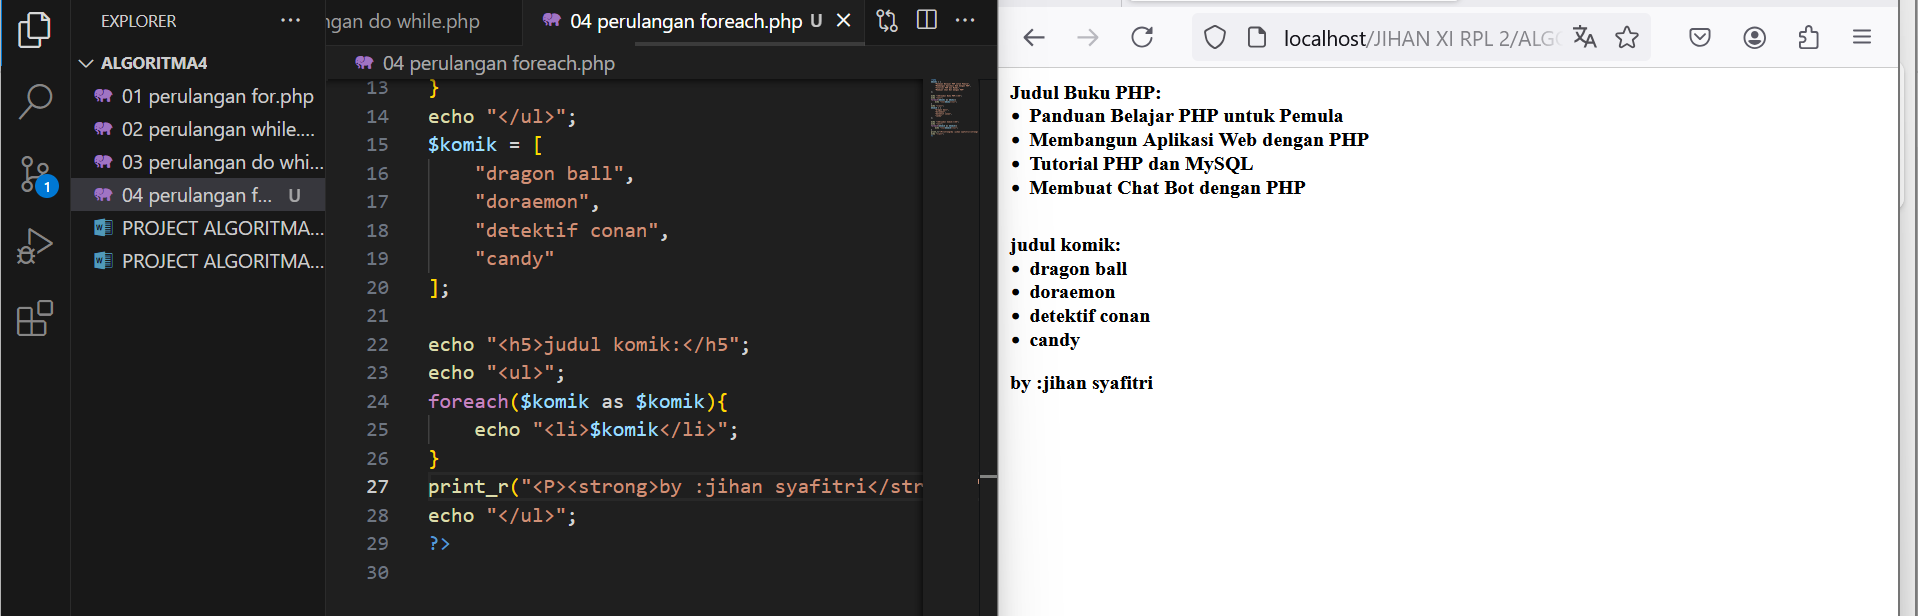 EXPLORER
ALGORITMA4
01 perulangan for.php
02 perulangan while....
03 perulangan do whi...
04 perulangan f... U
PROJECT ALGORITMA...
PROJECT ALGORITMA...
1
ngan do while.php
04 perulangan foreach.php U
04 perulangan foreach.php
13 }
14 echo "</ul>";
15 $komik = [
16 "dragon ball",
17 "doraemon",
18 "detektif conan",
19 "candy"
20 ];
21
22 echo "<h5>judul komik:</h5";
23 echo "<ul>";
24 foreach($komik as $komik){
25 echo "<li>$komik</li>";
26 }
27 print_r("<P><strong>by :jihan syafitri</str
28 echo "</ul>";
29 ?>
30
localhost/JIHAN XI RPL 2/ALGO
Judul Buku PHP:
• Panduan Belajar PHP untuk Pemula
• Membangun Aplikasi Web dengan PHP
• Tutorial PHP dan MySQL
• Membuat Chat Bot dengan PHP
judul komik:
• dragon ball
• doraemon
• detektif conan
• candy
by :jihan syafitri